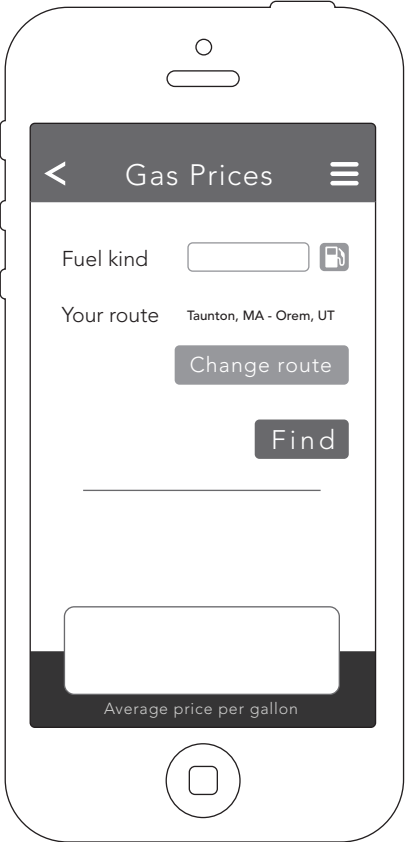 < Gas Prices
Fuel kind
Your route Taunton, MA - Orem, UT
Change route
Find
Average price per gallon